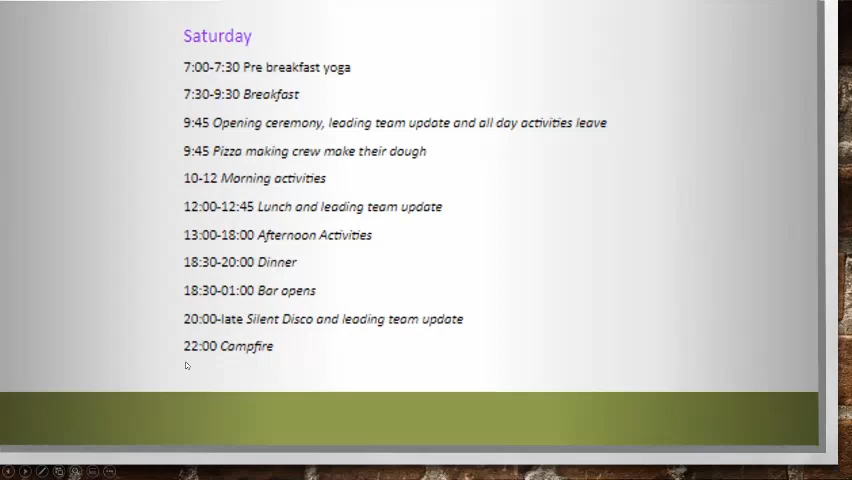 Saturday
7:00-7:30 Pre breakfast yoga
7:30-9:30 Breakfast
9:45 Opening ceremony, leading team update and all day activities leave
9:45 Pizza making crew make their dough
10-12 Morning activities
12:00-12:45 Lunch and leading team update
13:00-18:00 Afternoon Activities
18:30-20:00 Dinner
18:30-01:00 Bar opens
20:00-late Silent Disco and leading team update
22:00 Campfire